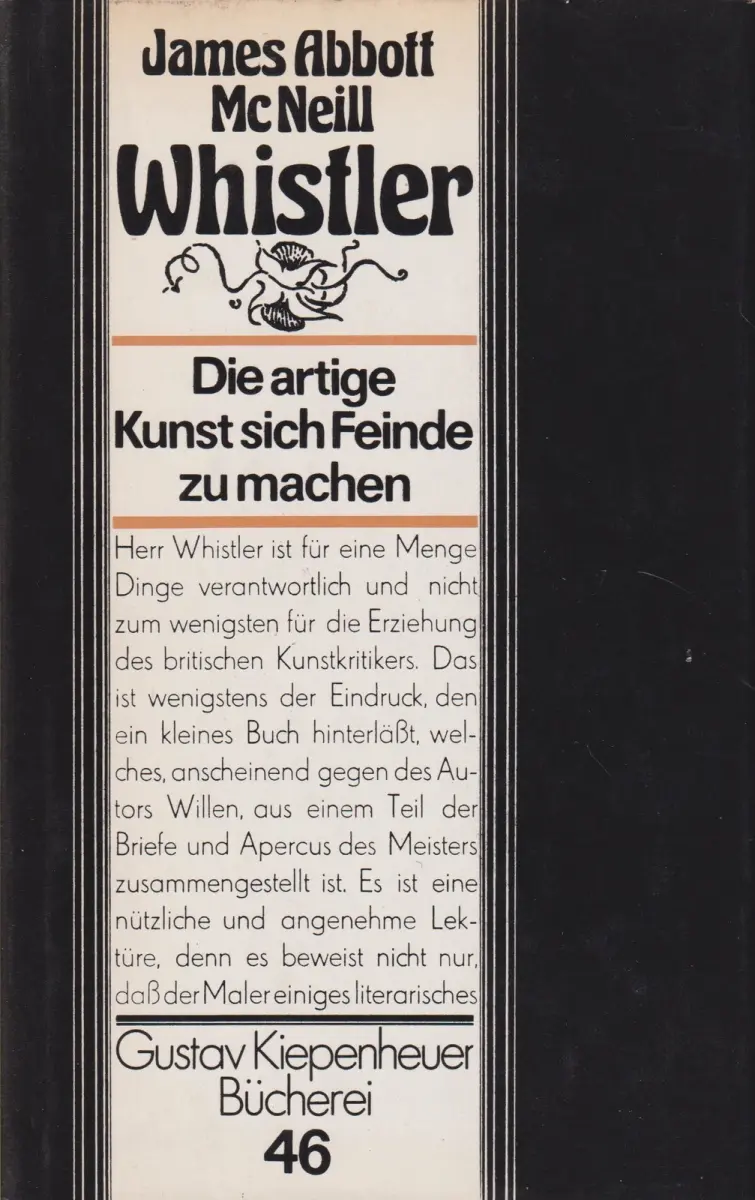 James Abbott
Mc Neill
Whistler
Die artige
Kunst sich Feinde
zu machen
Herr Whistler ist für eine Menge
Dinge verantwortlich und nicht
zum wenigsten für die Erziehung
des britischen Kunstkritikers. Das
ist wenigstens der Eindruck, den
ein kleines Buch hinterläßt, wel-
ches, anscheinend gegen des Au-
tors Willen, aus einem Teil der
Briefe und Apercus des Meisters
zusammengestellt ist. Es ist eine
nützliche und angenehme Lek-
türe, denn es beweist nicht nur,
daß der Maler einiges literarisches
Gustav Kiepenheuer
Bücherei
46